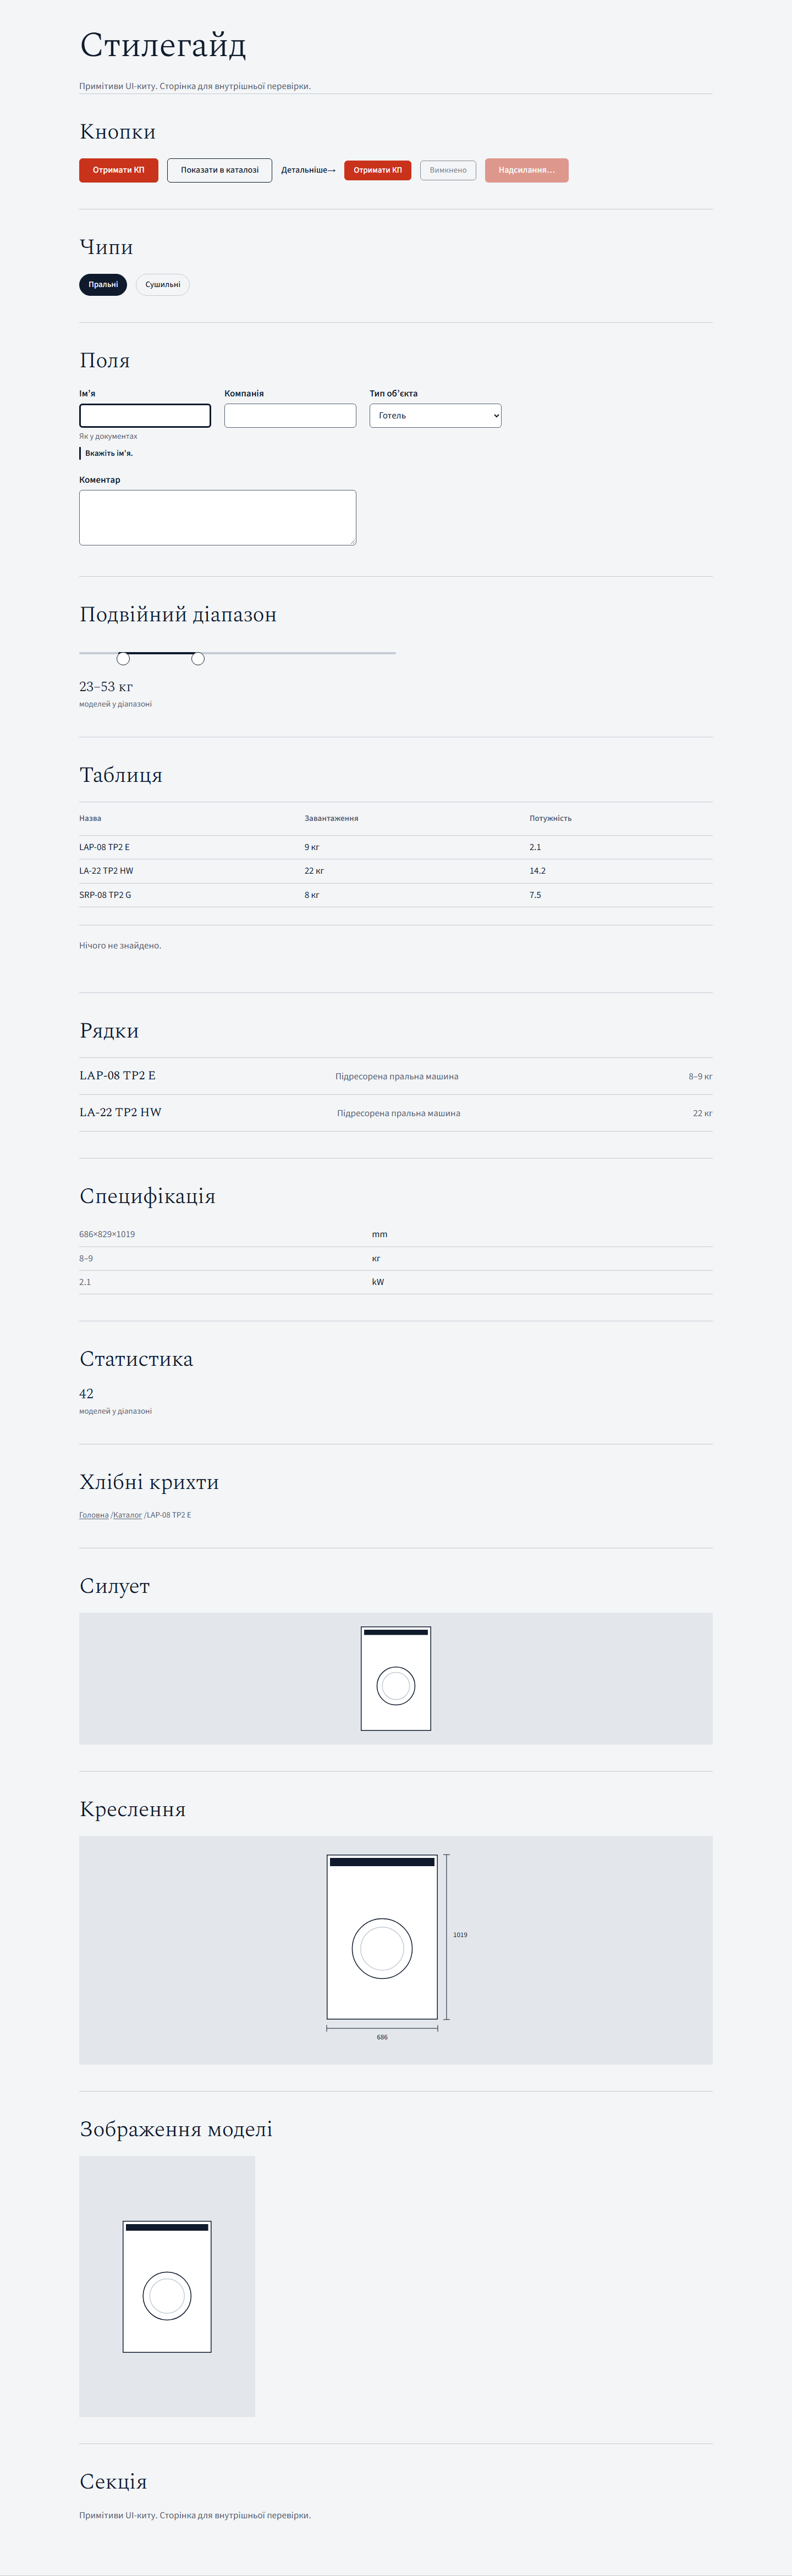 Стилегайд
Примітиви UI-киту. Сторінка для внутрішньої перевірки.
Кнопки
Отримати КП
Показати в каталозі
Детальніше→
Отримати КП
Вимкнено
Надсилання…
Чипи
Пральні
Сушильні
Поля
Ім'я
Компанія
Тип об'єкта
Готель
Як у документах
Вкажіть ім'я.
Коментар
Подвійний діапазон
23–53 кг
моделей у діапазоні
Таблиця
Назва Завантаження Потужність
LAP-08 TP2 E 9 кг 2.1
LA-22 TP2 HW 22 кг 14.2
SRP-08 TP2 G 8 кг 7.5
Нічого не знайдено.
Рядки
LAP-08 TP2 E Підресорена пральна машина 8–9 кг
LA-22 TP2 HW Підресорена пральна машина 22 кг
Специфікація
686×829×1019 mm
8–9 кг
2.1 kW
Статистика
42
моделей у діапазоні
Хлібні крихти
Головна /Каталог /LAP-08 TP2 E
Силует
Креслення
1019
686
Зображення моделі
Секція
Примітиви UI-киту. Сторінка для внутрішньої перевірки.